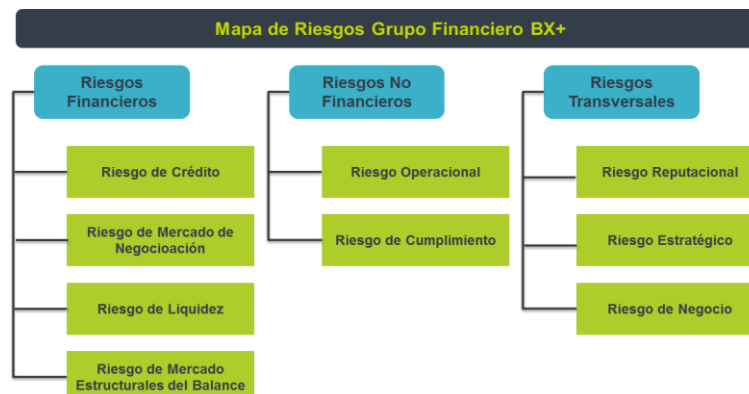 Mapa de Riesgos Grupo Financiero BX+
Riesgos
Financieros
Riesgo de Crédito
Riesgo de Mercado de
Negocioación
Riesgo de Liquidez
Riesgo de Mercado
Estructurales del Balance
Riesgos No
Financieros
Riesgo Operacional
Riesgo de Cumplimiento
Riesgos
Transversales
Riesgo Reputacional
Riesgo Estratégico
Riesgo de Negocio